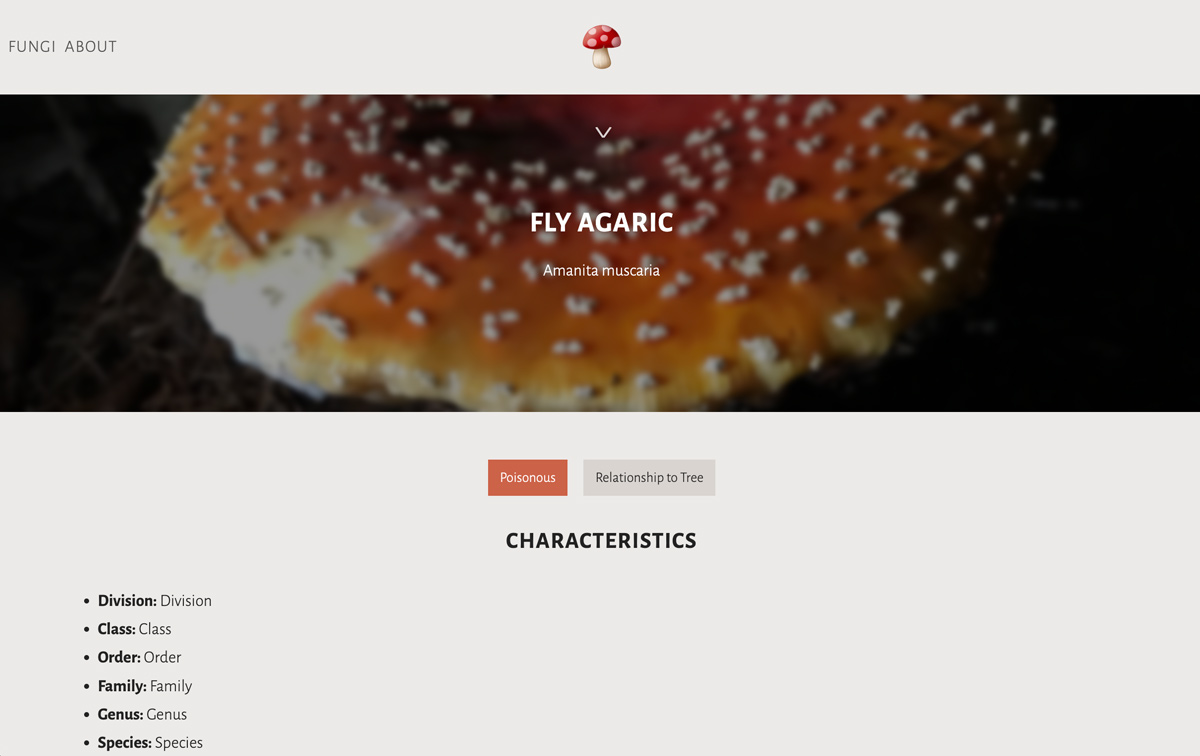 FUNGI ABOUT
FLY AGARIC
Amanita muscaria
Poisonous Relationship to Tree
CHARACTERISTICS
• Division: Division
• Class: Class
• Order: Order
• Family: Family
• Genus: Genus
• Species: Species